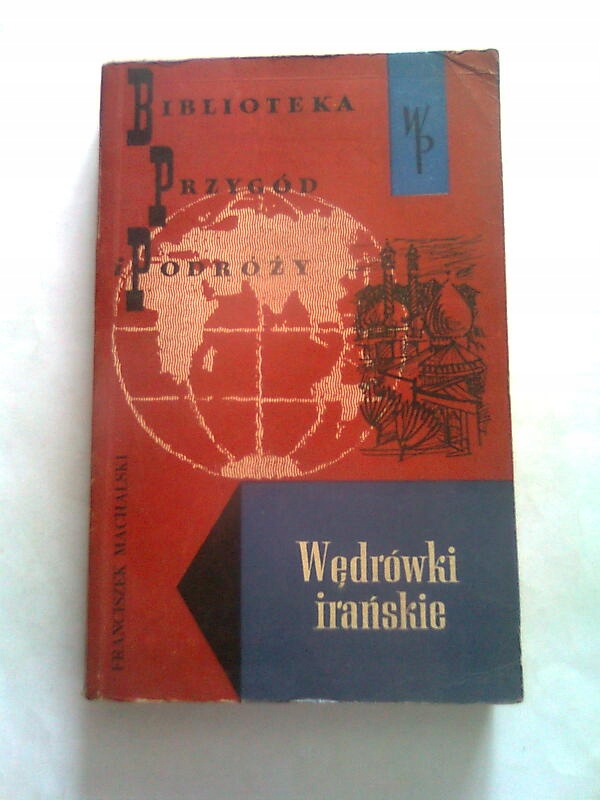 BIBLIOTEKA
WP
PRZYGÓD
i PODRÓŻY
FRANCISZEK MACHALSKI
Wędrówki
irańskie